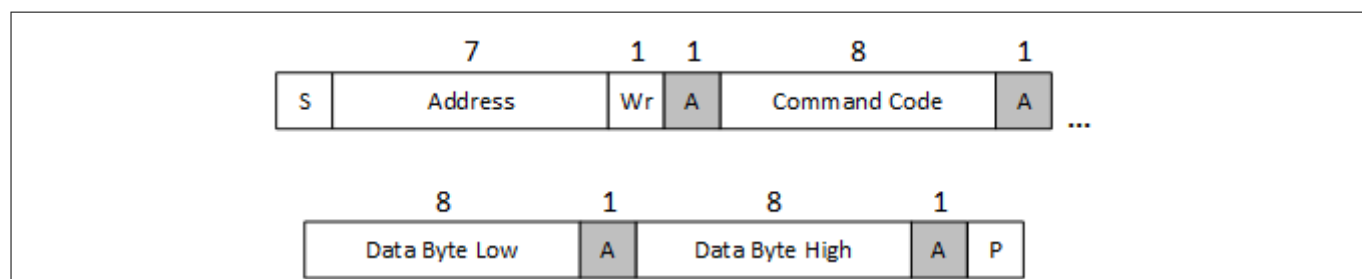 7 1 1 8 1
S Address Wr A Command Code A ...
8 1 8 1
Data Byte Low A Data Byte High A P